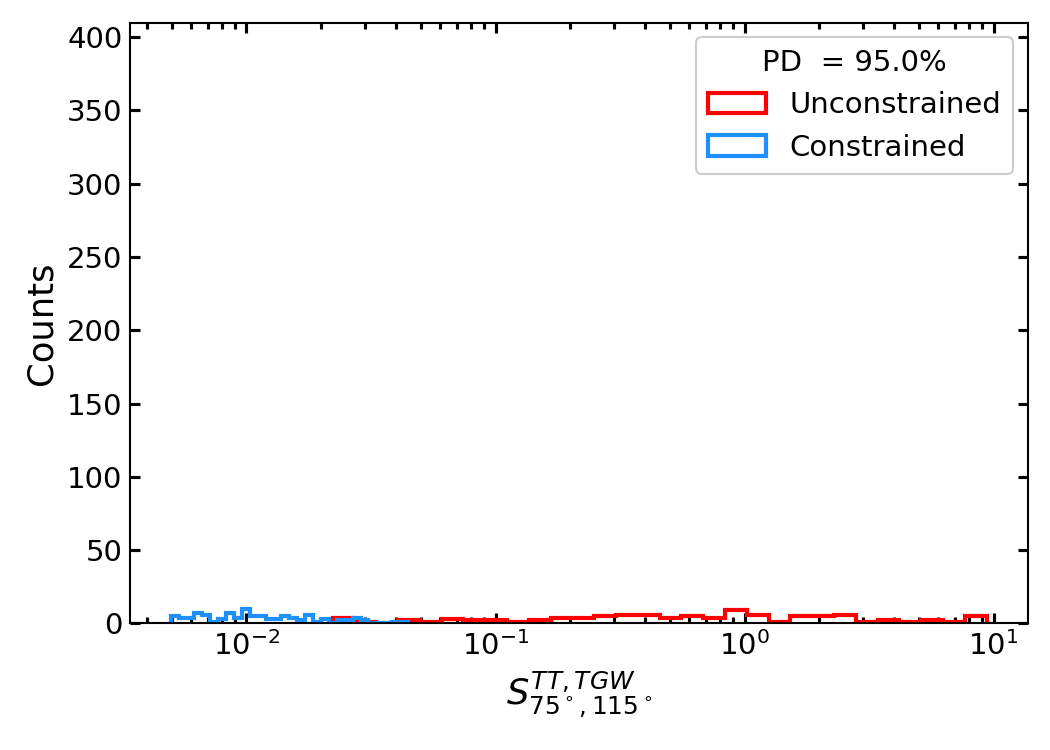 PD = 95.0%
Unconstrained
Constrained
400
350
300
250
200
150
100
50
0
Counts
10⁻² 10⁻¹ 10⁰ 10¹
S^{TT, TGW}_{75°, 115°}